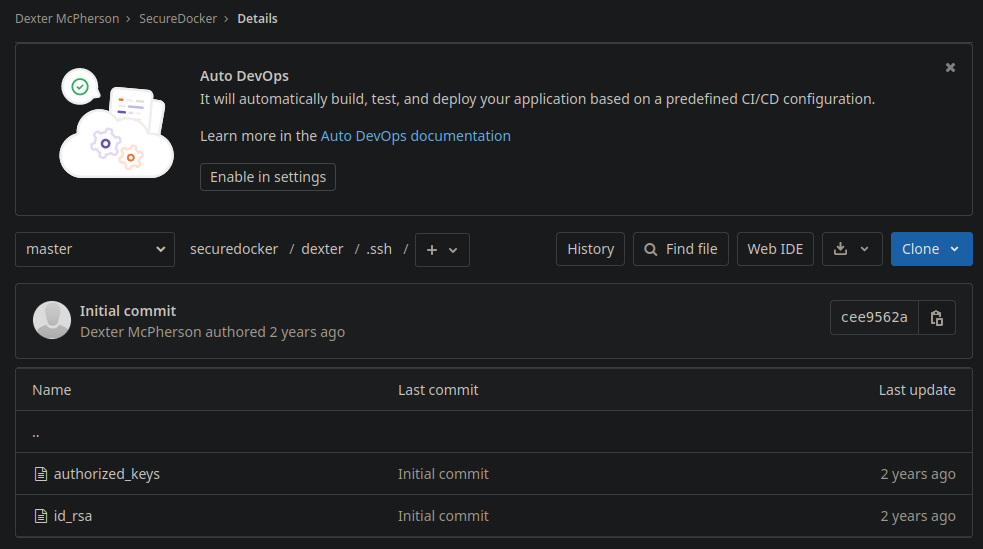 Dexter McPherson › SecureDocker › Details
Auto DevOps
It will automatically build, test, and deploy your application based on a predefined CI/CD configuration.
Learn more in the Auto DevOps documentation
Enable in settings
master securedocker / dexter / .ssh / + History Find file Web IDE Clone
Initial commit
Dexter McPherson authored 2 years ago
cee9562a
Name Last commit Last update
..
authorized_keys Initial commit 2 years ago
id_rsa Initial commit 2 years ago